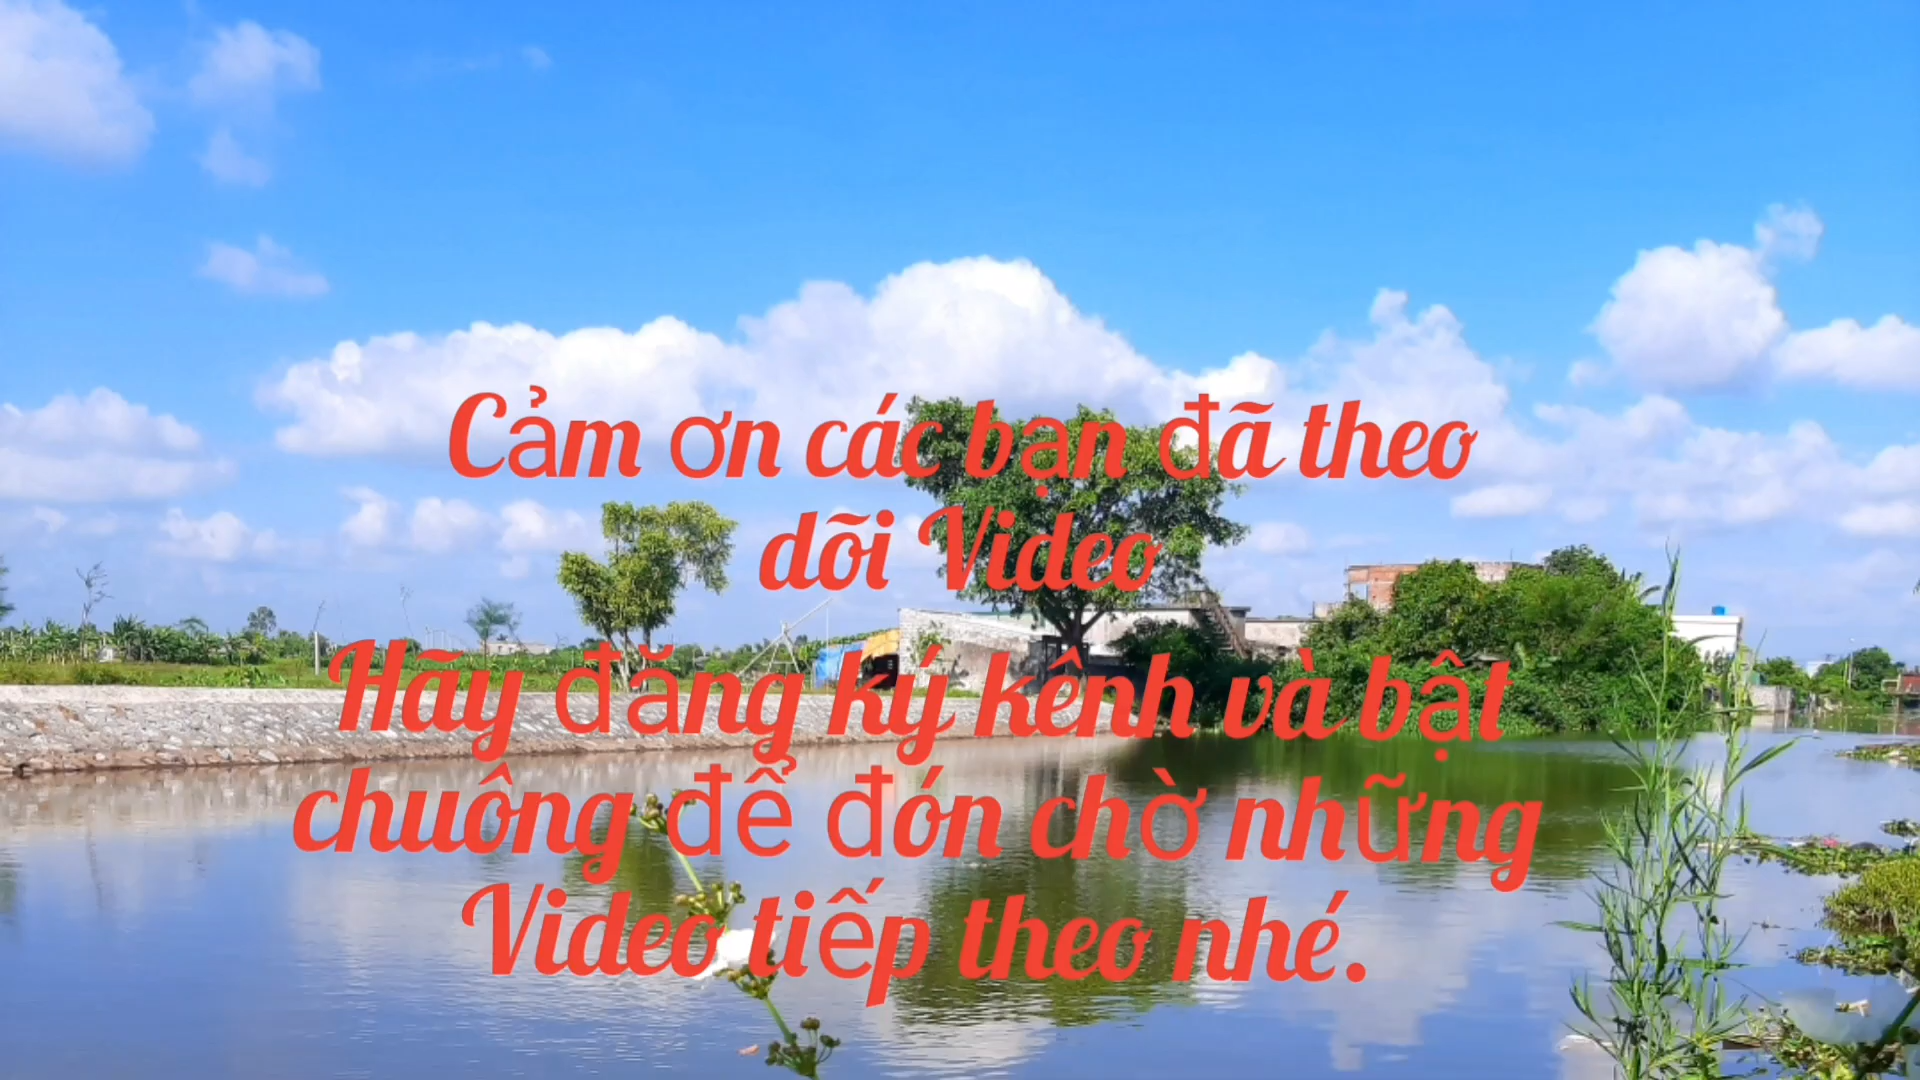 Cảm ơn các bạn đã theo
dõi Video
Hãy đăng ký kênh và bật
chuông để đón chờ những
Video tiếp theo nhé.